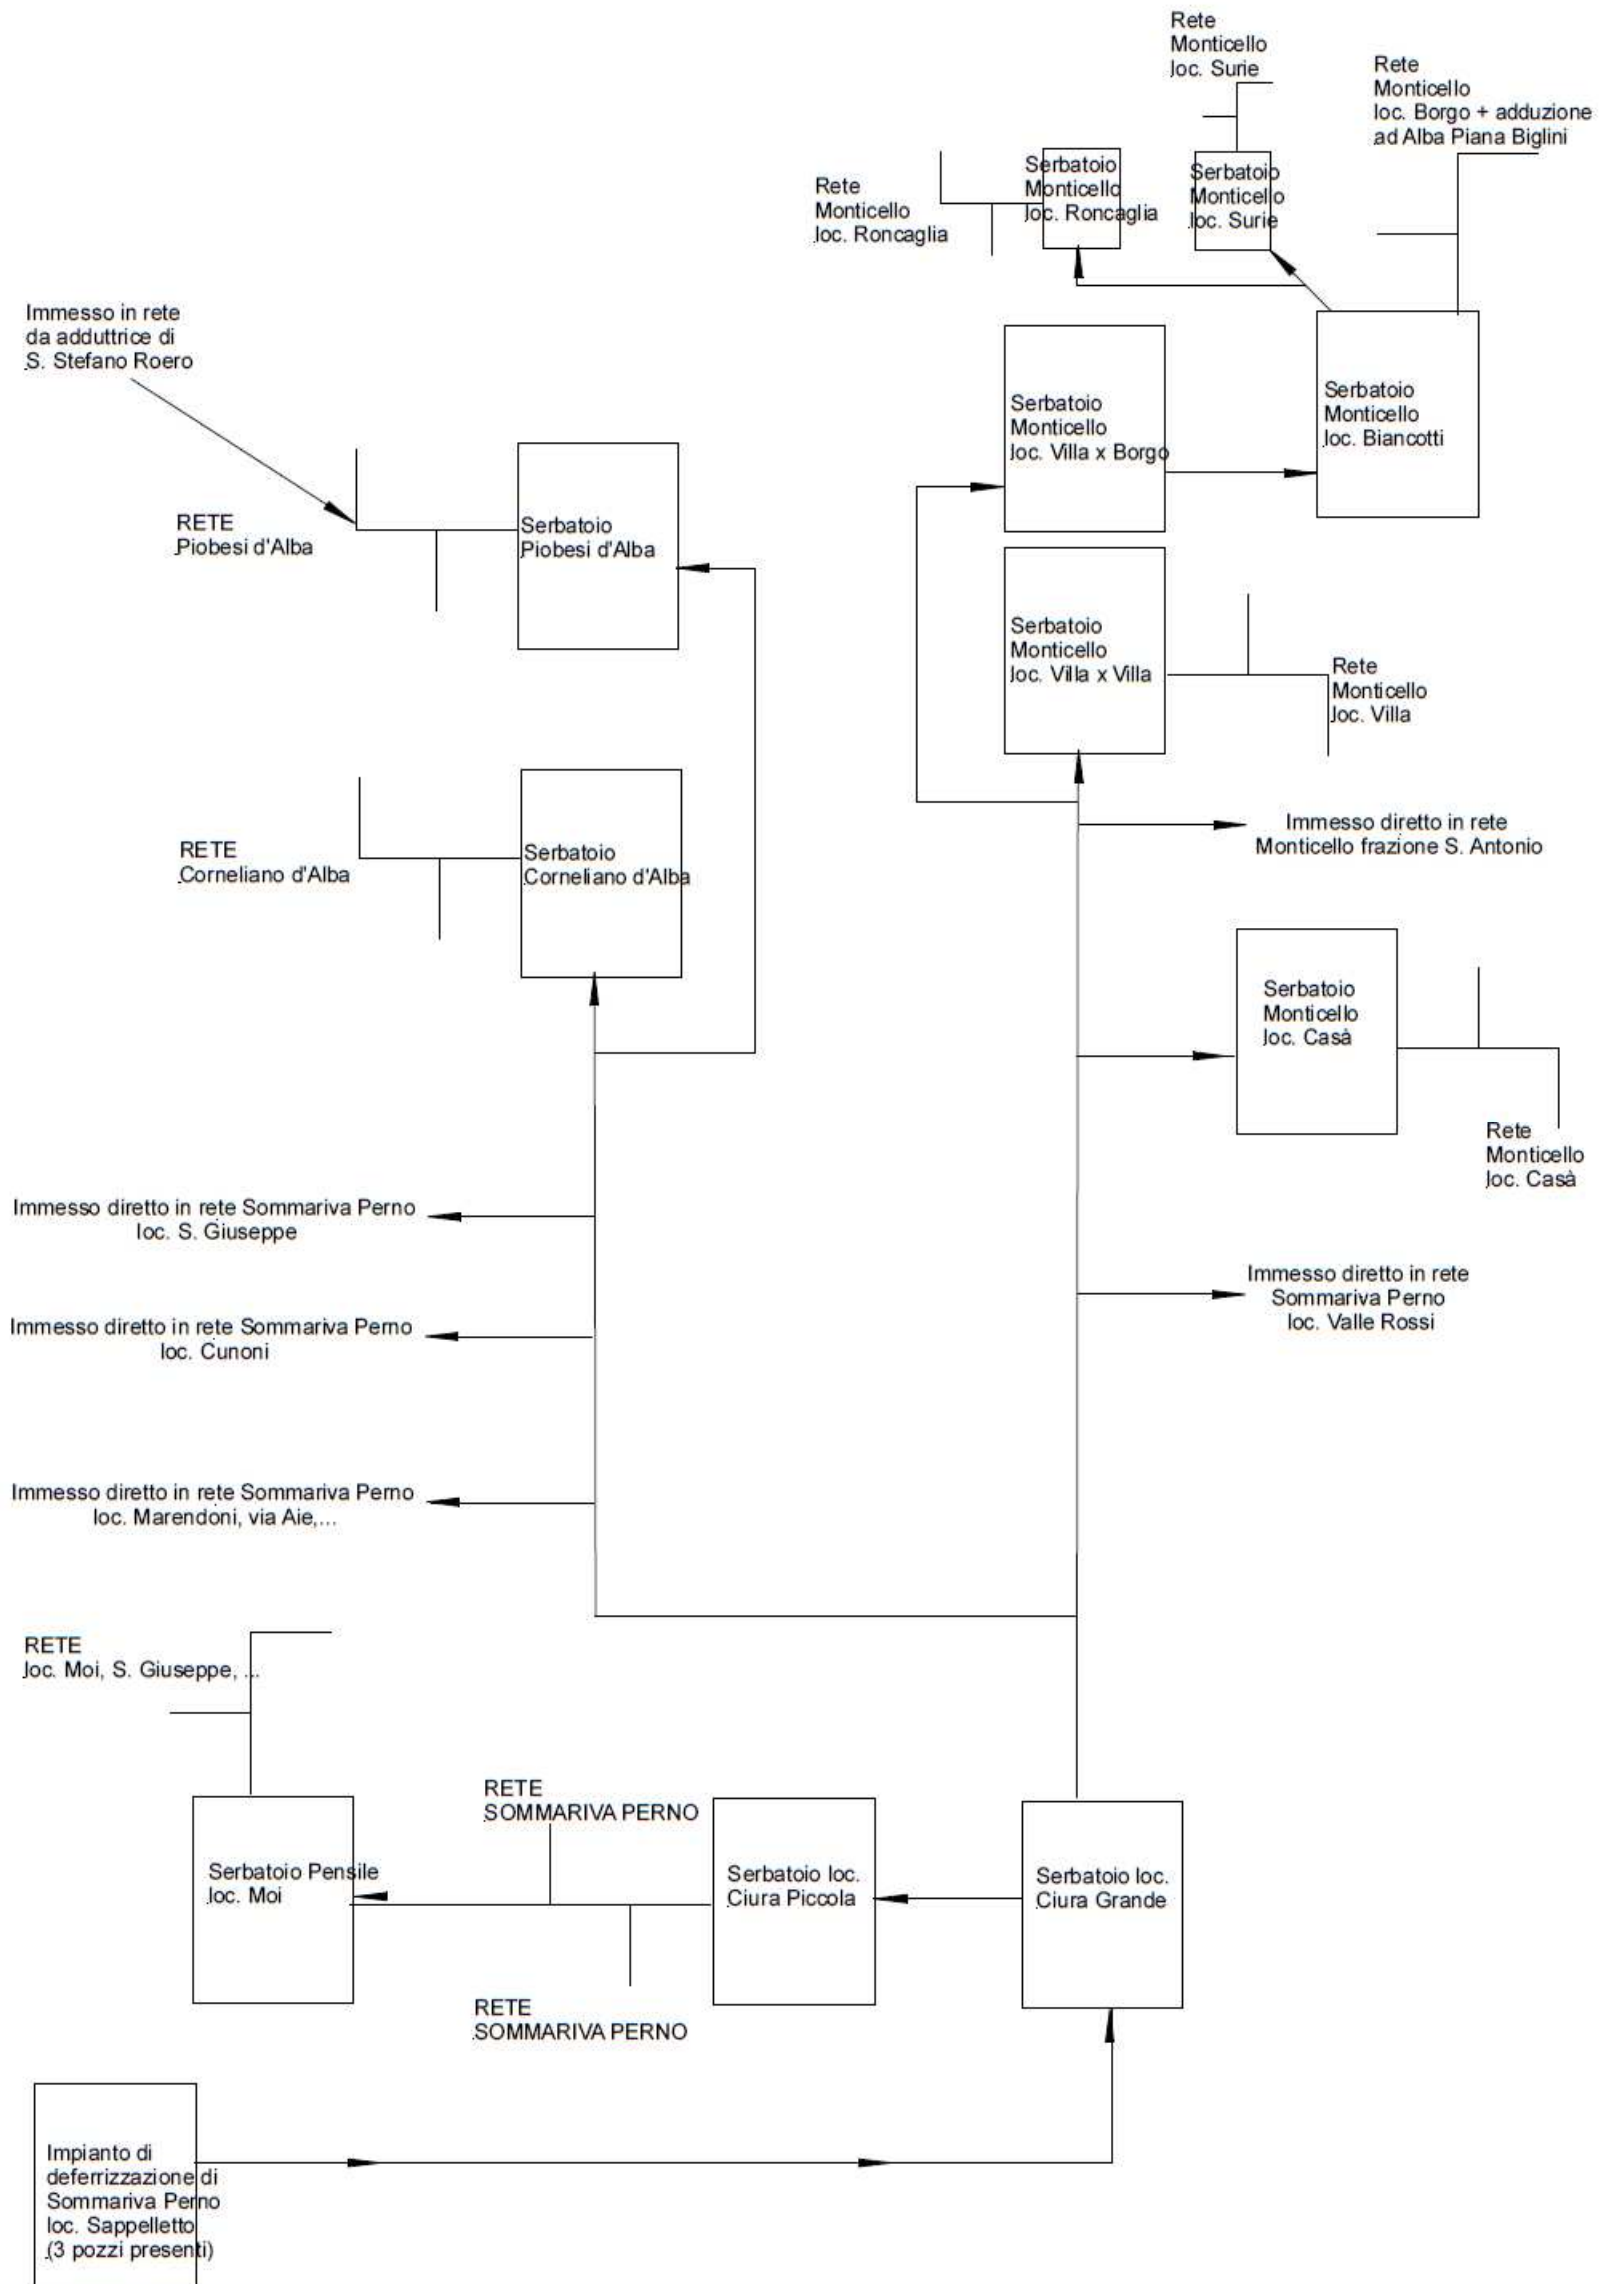 Rete
Monticello
loc. Surie
Rete
Monticello
loc. Borgo + adduzione
ad Alba Piana Biglini
Rete
Monticello
loc. Roncaglia
Serbatoio
Monticello
loc. Roncaglia
Serbatoio
Monticello
loc. Surie
Immesso in rete
da adduttrice di
S. Stefano Roero
Serbatoio
Monticello
loc. Villa x Borgo
Serbatoio
Monticello
loc. Biancotti
RETE
Piobesi d'Alba
Serbatoio
Piobesi d'Alba
Serbatoio
Monticello
loc. Villa x Villa
Rete
Monticello
loc. Villa
Immesso diretto in rete
Monticello frazione S. Antonio
RETE
Corneliano d'Alba
Serbatoio
Corneliano d'Alba
Serbatoio
Monticello
loc. Casà
Rete
Monticello
loc. Casà
Immesso diretto in rete Sommariva Perno
loc. S. Giuseppe
Immesso diretto in rete
Sommariva Perno
loc. Valle Rossi
Immesso diretto in rete Sommariva Perno
loc. Cunoni
Immesso diretto in rete Sommariva Perno
loc. Marendoni, via Aie,...
RETE
loc. Moi, S. Giuseppe, ...
RETE
SOMMARIVA PERNO
Serbatoio Pensile
loc. Moi
Serbatoio loc.
Ciura Piccola
Serbatoio loc.
Ciura Grande
RETE
SOMMARIVA PERNO
Impianto di
deferrizzazione di
Sommariva Perno
loc. Sappelletto
(3 pozzi presenti)